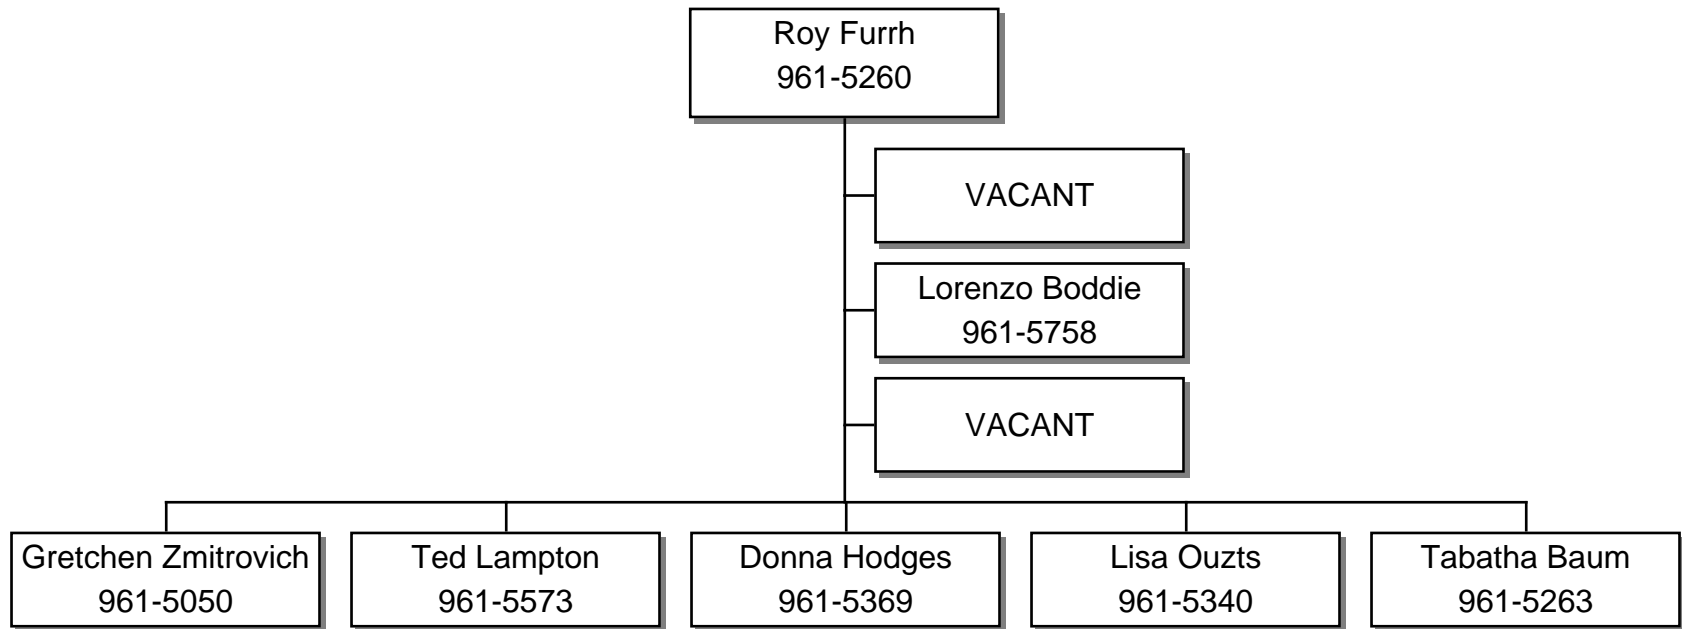 Roy Furrh
961-5260
VACANT
Lorenzo Boddie
961-5758
VACANT
Gretchen Zmitrovich
961-5050
Ted Lampton
961-5573
Donna Hodges
961-5369
Lisa Ouzts
961-5340
Tabatha Baum
961-5263